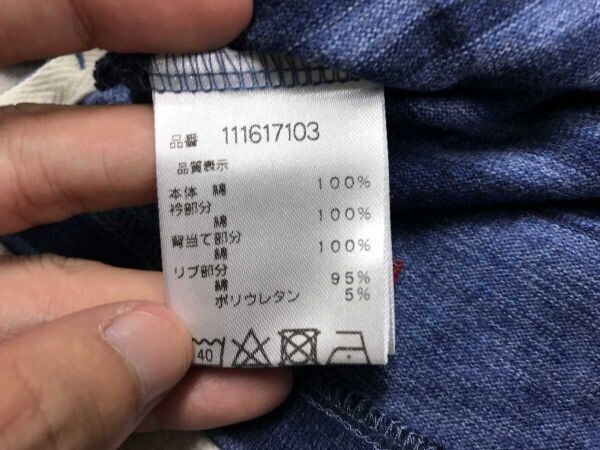 品番 111617103
品質表示
本体 綿 100%
衿部分
綿 100%
背当て部分
綿 100%
リブ部分
綿 95%
ポリウレタン 5%
40